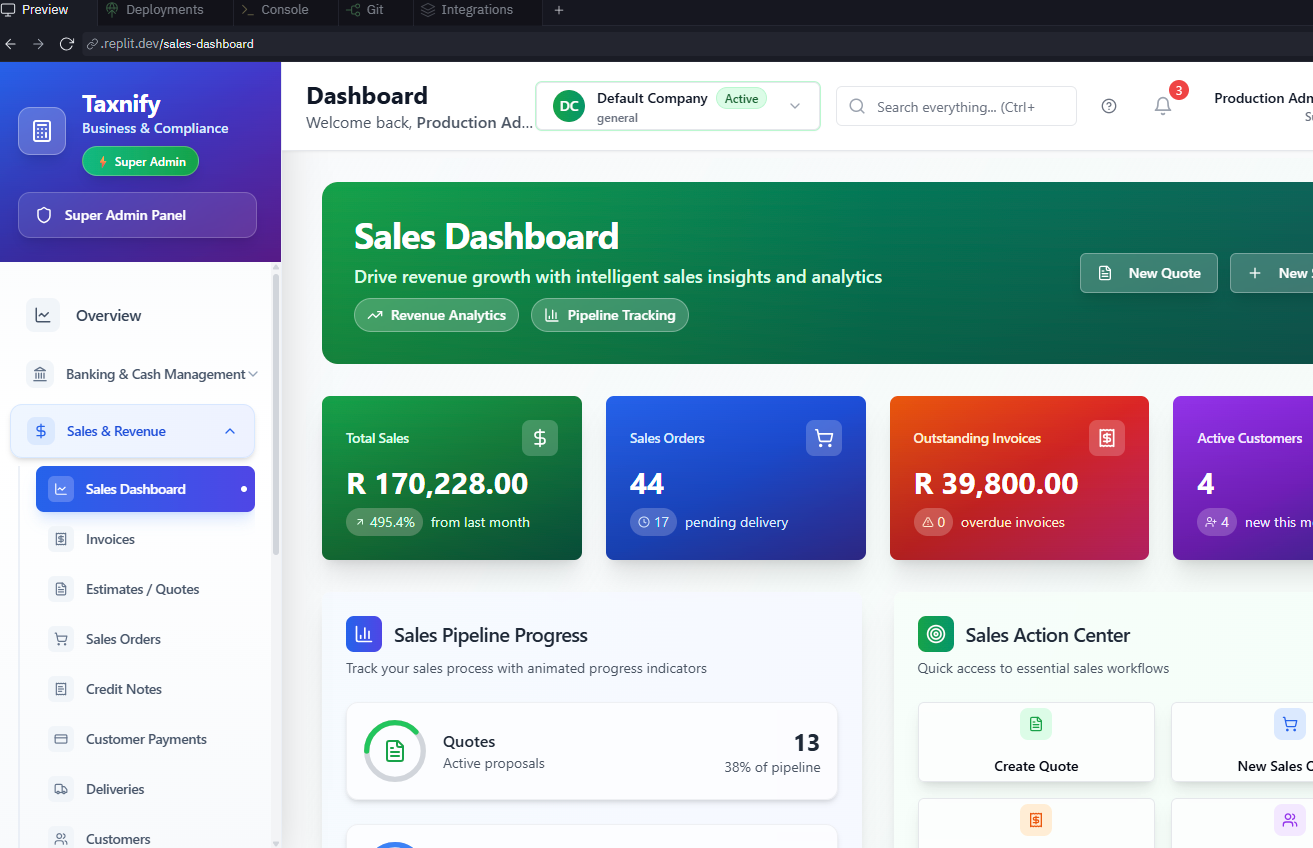 Preview
Deployments
Console
Git
Integrations
.replit.dev/sales-dashboard
Taxnify
Business & Compliance
Super Admin
Super Admin Panel
Overview
Banking & Cash Management
Sales & Revenue
Sales Dashboard
Invoices
Estimates / Quotes
Sales Orders
Credit Notes
Customer Payments
Deliveries
Customers
Dashboard
Welcome back, Production Ad...
DC
Default Company
Active
general
Search everything... (Ctrl+
3
Production Adm
Su
Sales Dashboard
Drive revenue growth with intelligent sales insights and analytics
Revenue Analytics
Pipeline Tracking
New Quote
New S
Total Sales
R 170,228.00
495.4% from last month
Sales Orders
44
17 pending delivery
Outstanding Invoices
R 39,800.00
0 overdue invoices
Active Customers
4
4 new this m
Sales Pipeline Progress
Track your sales process with animated progress indicators
Quotes
Active proposals
13
38% of pipeline
Sales Action Center
Quick access to essential sales workflows
Create Quote
New Sales O